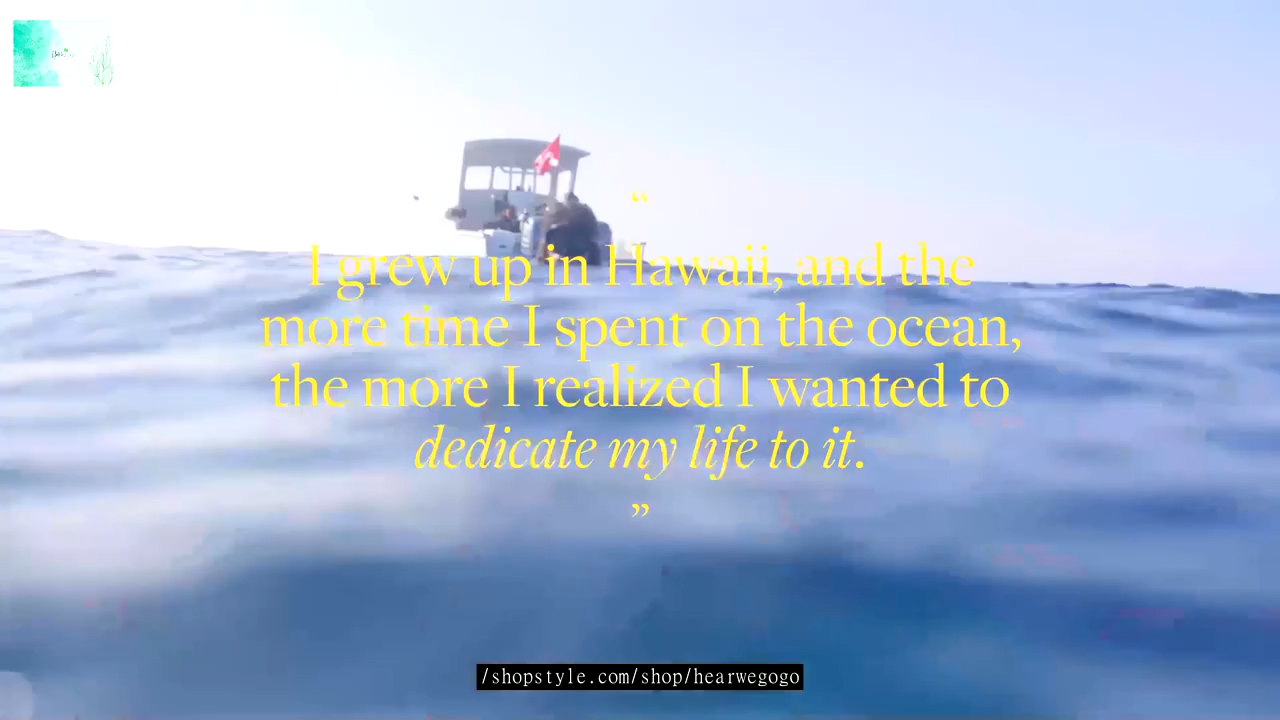 “
I grew up in Hawaii, and the
more time I spent on the ocean,
the more I realized I wanted to
dedicate my life to it.
”
/shopstyle.com/shop/hearwegogo